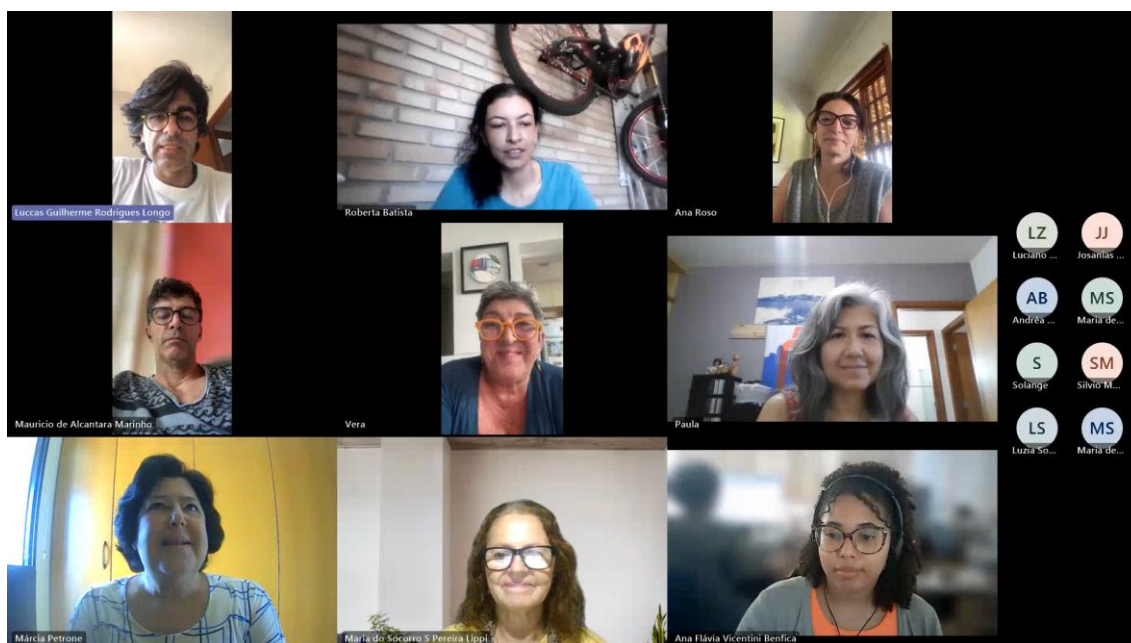 Luccas Guilherme Rodrigues Longo
Roberta Batista
Ana Roso
Mauricio de Alcantara Marinho
Vera
Paula
Márcia Petrone
Maria do Socorro S Pereira Lippi
Ana Flávia Vicentini Benfica
LZ
JJ
Luciano ...
Josanias ...
AB
MS
Andréa ...
Maria de...
S
SM
Solange
Silvio M...
LS
MS
Luzia So...
Maria de...